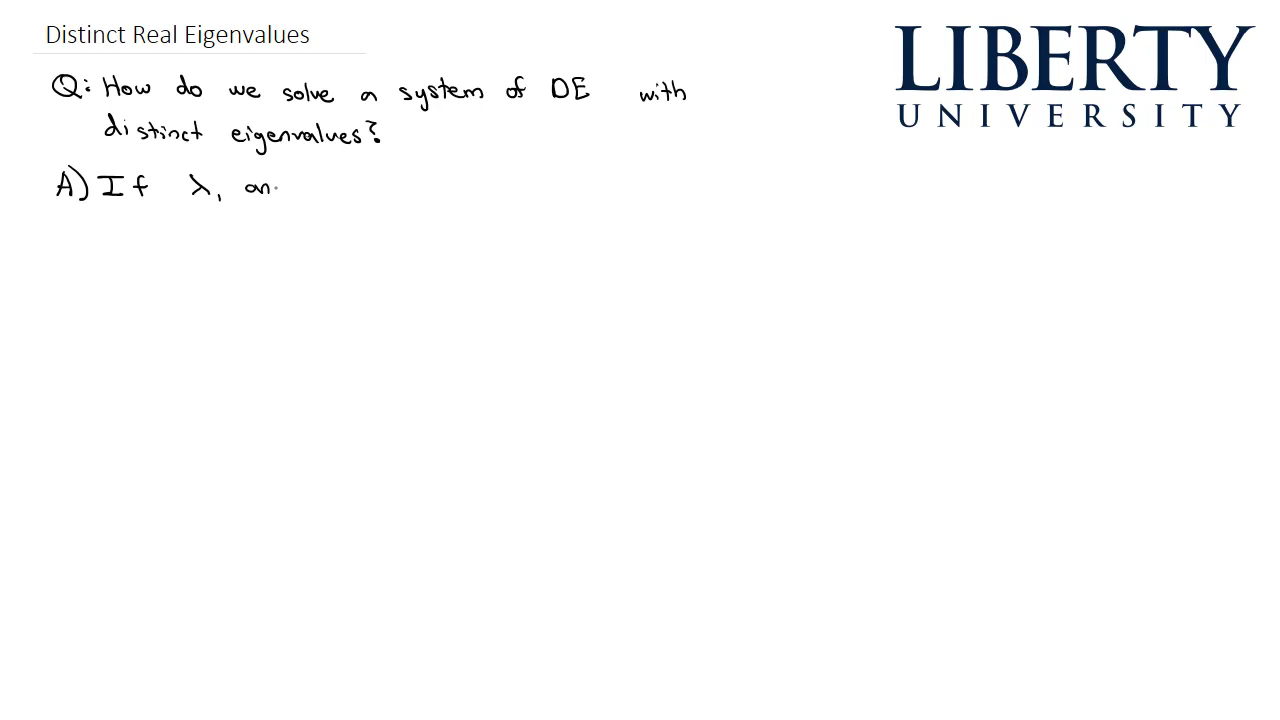 Distinct Real Eigenvalues
LIBERTY
UNIVERSITY
Q: How do we solve a system of DE with
distinct eigenvalues?
A) If λ₁ an